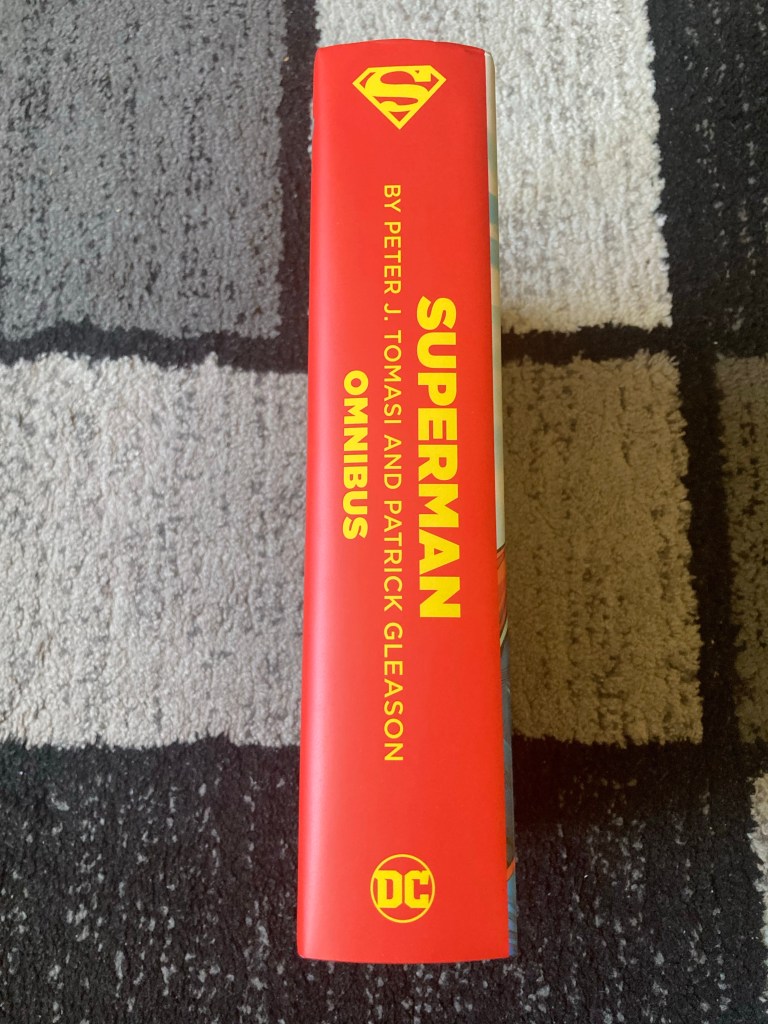 S
SUPERMAN
BY PETER J. TOMASI AND PATRICK GLEASON
OMNIBUS
DC